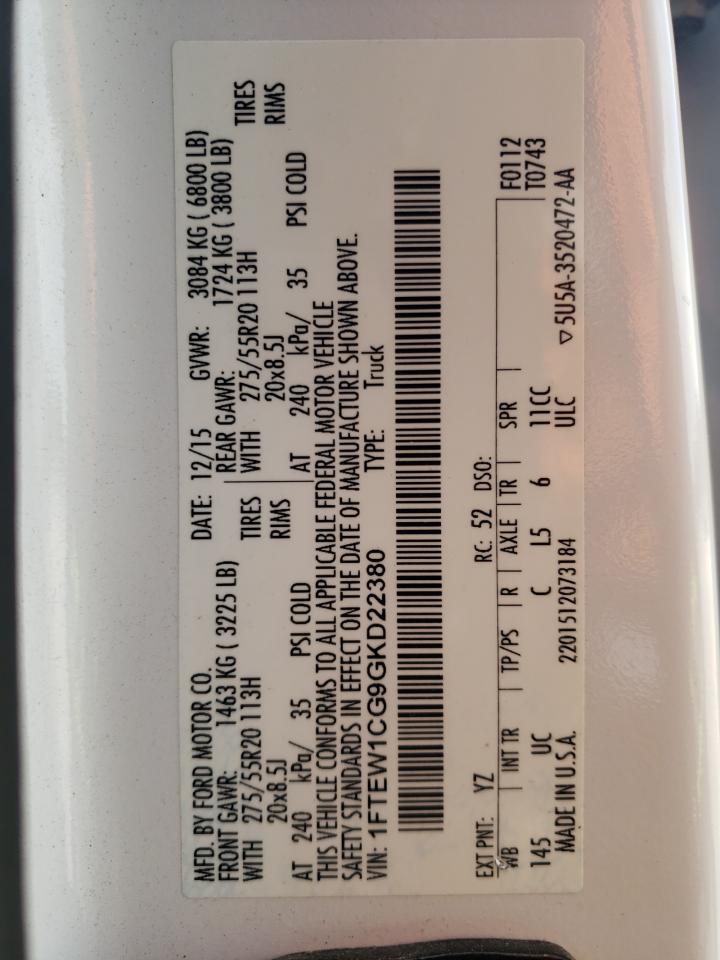 MFD. BY FORD MOTOR CO. DATE: 12/15 GVWR: 3084 KG ( 6800 LB)
FRONT GAWR: 1463 KG ( 3225 LB) REAR GAWR: 1724 KG ( 3800 LB)
WITH 275/55R20 113H TIRES WITH 275/55R20 113H TIRES
20x8.5J RIMS 20x8.5J RIMS
AT 240 kPa/ 35 PSI COLD AT 240 kPa/ 35 PSI COLD
THIS VEHICLE CONFORMS TO ALL APPLICABLE FEDERAL MOTOR VEHICLE
SAFETY STANDARDS IN EFFECT ON THE DATE OF MANUFACTURE SHOWN ABOVE.
VIN: 1FTEW1CG9GKD22380 TYPE: Truck
EXT PNT: YZ RC: 52 DSO: F0112
WB INT TR TP/PS R AXLE TR SPR T0743
145 UC C L5 6 11CC
MADE IN U.S.A. 2201512073184 ULC ▽5U5A-3520472-AA